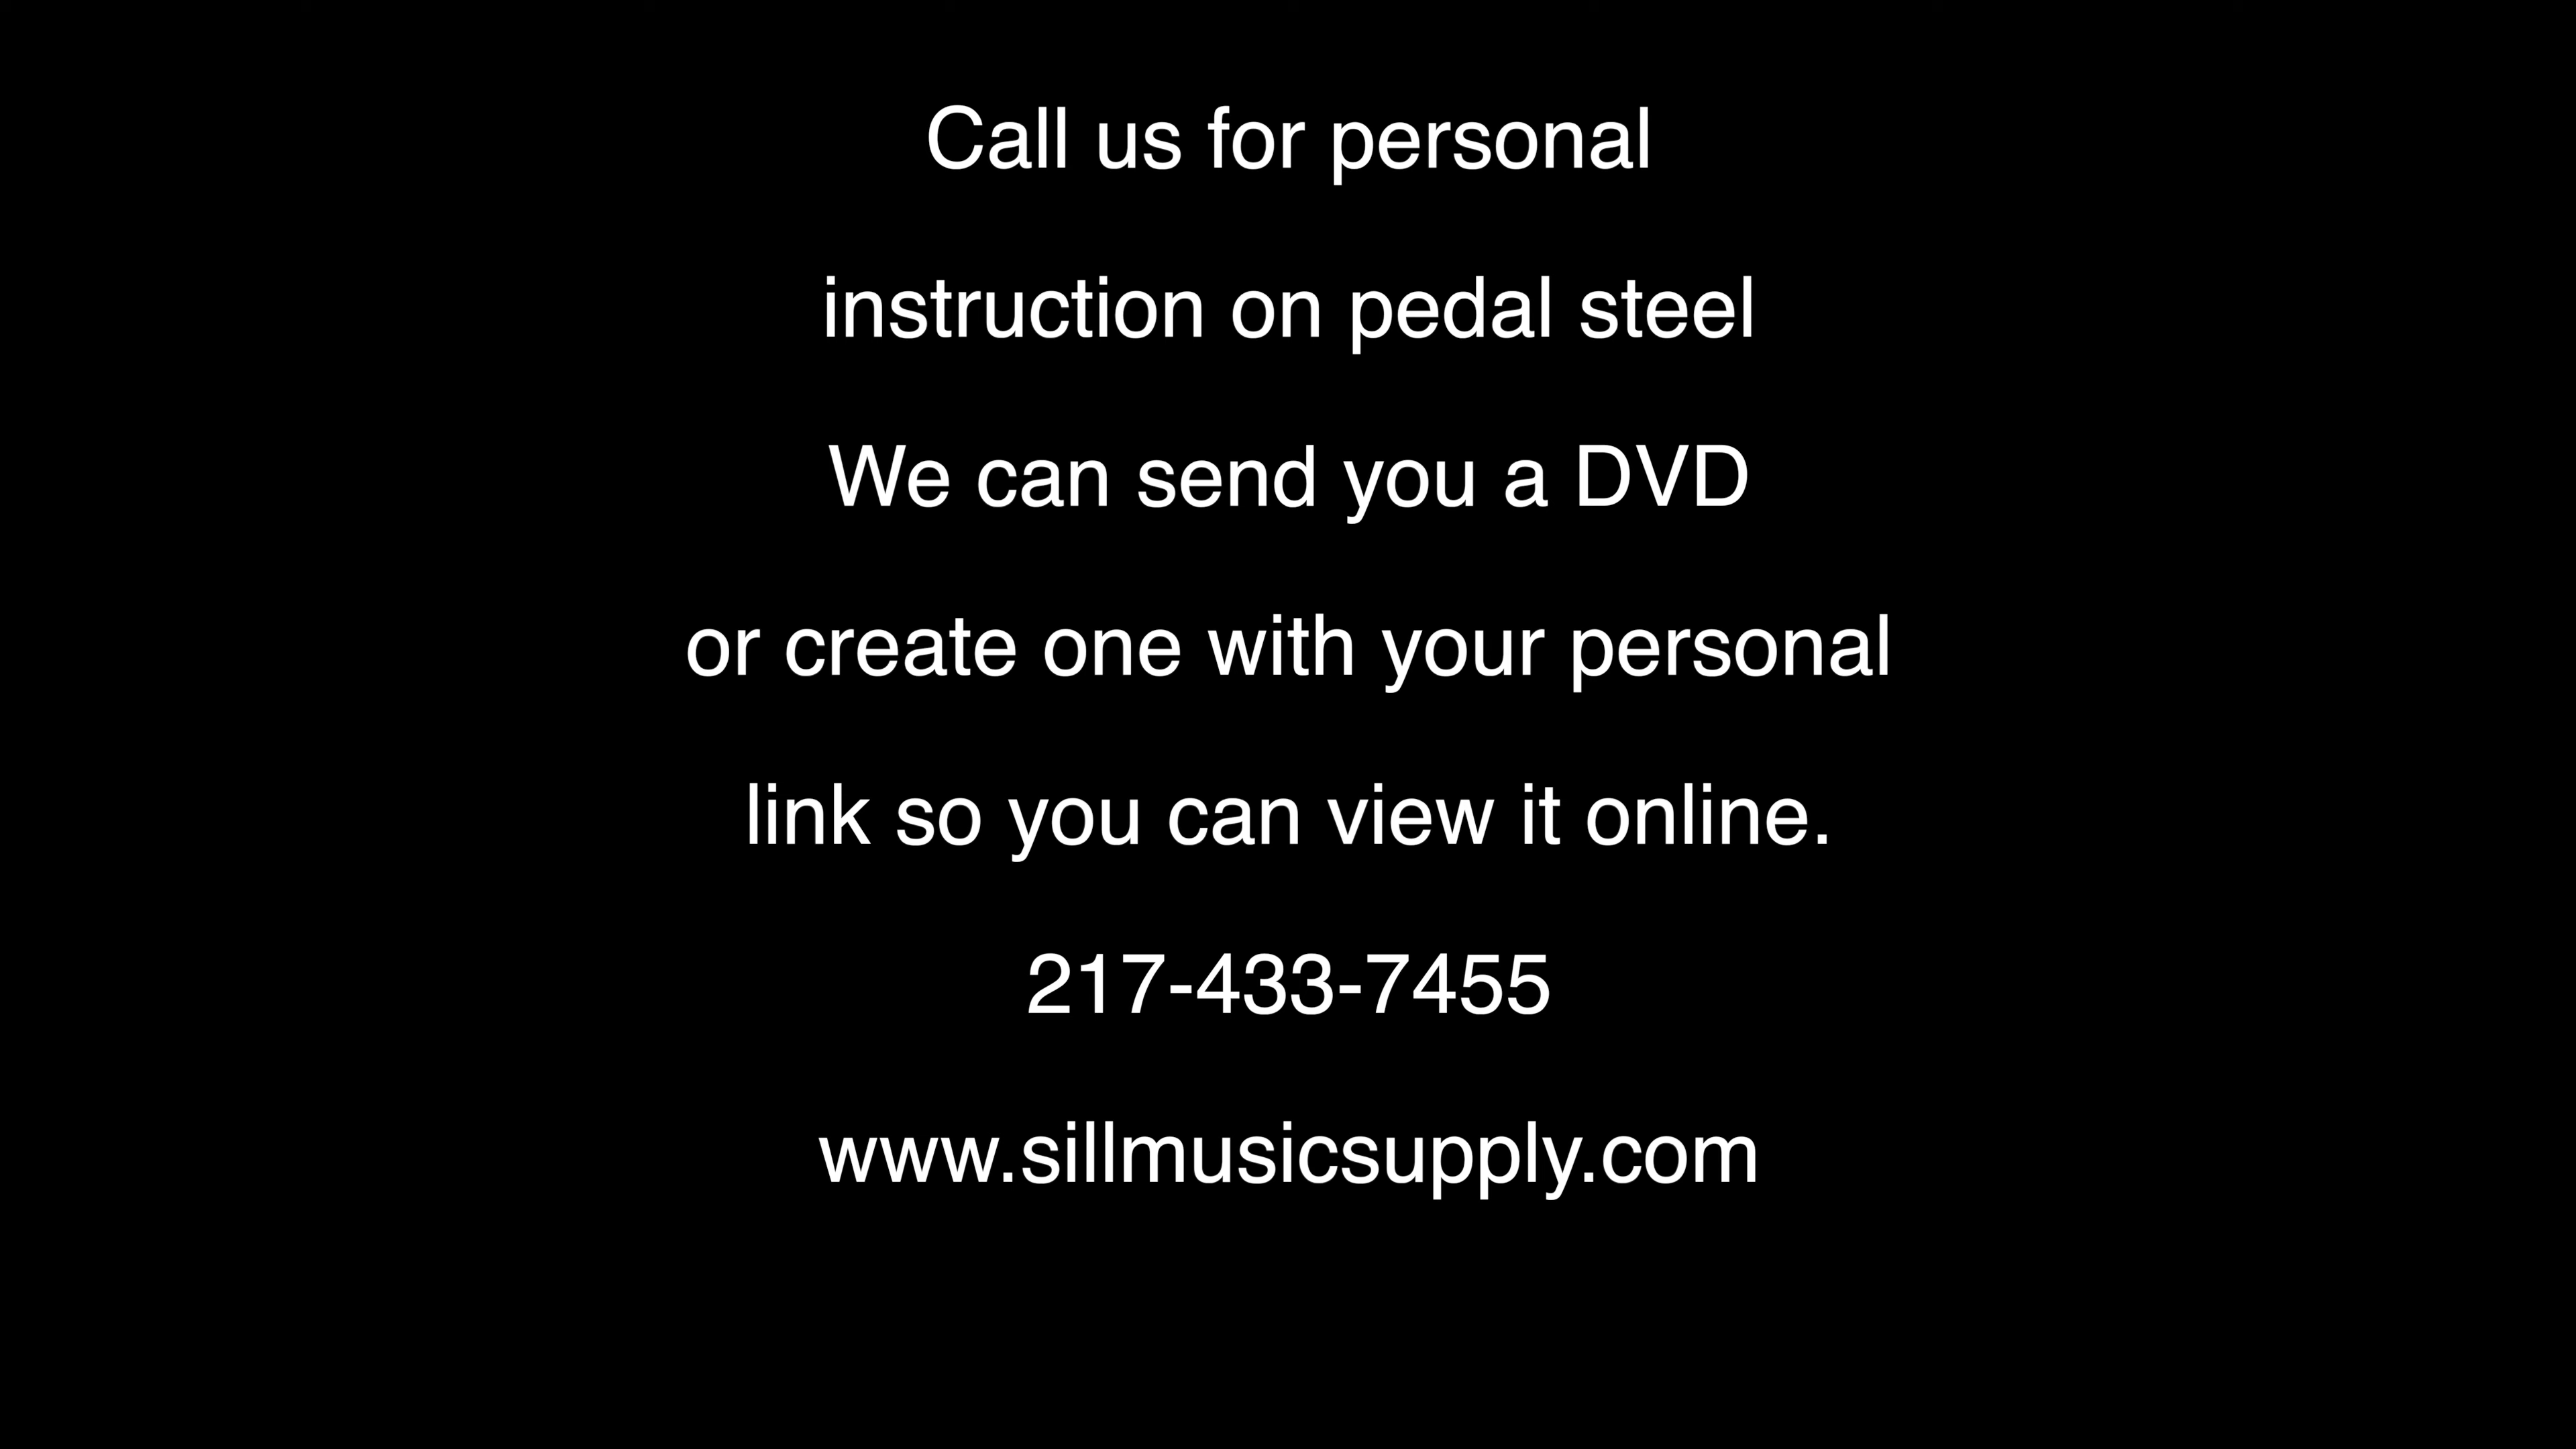 Call us for personal
instruction on pedal steel
We can send you a DVD
or create one with your personal
link so you can view it online.
217-433-7455
www.sillmusicsupply.com